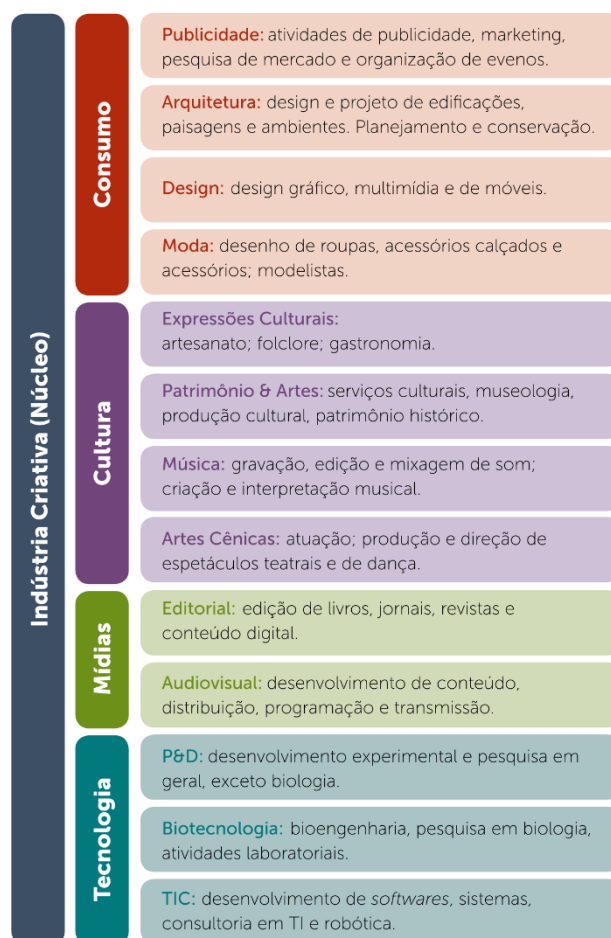 Indústria Criativa (Núcleo)
Consumo
Publicidade: atividades de publicidade, marketing,
pesquisa de mercado e organização de evenos.
Arquitetura: design e projeto de edificações,
paisagens e ambientes. Planejamento e conservação.
Design: design gráfico, multimídia e de móveis.
Moda: desenho de roupas, acessórios calçados e
acessórios; modelistas.
Cultura
Expressões Culturais:
artesanato; folclore; gastronomia.
Patrimônio & Artes: serviços culturais, museologia,
produção cultural, patrimônio histórico.
Música: gravação, edição e mixagem de som;
criação e interpretação musical.
Artes Cênicas: atuação; produção e direção de
espetáculos teatrais e de dança.
Mídias
Editorial: edição de livros, jornais, revistas e
conteúdo digital.
Audiovisual: desenvolvimento de conteúdo,
distribuição, programação e transmissão.
Tecnologia
P&D: desenvolvimento experimental e pesquisa em
geral, exceto biologia.
Biotecnologia: bioengenharia, pesquisa em biologia,
atividades laboratoriais.
TIC: desenvolvimento de softwares, sistemas,
consultoria em TI e robótica.